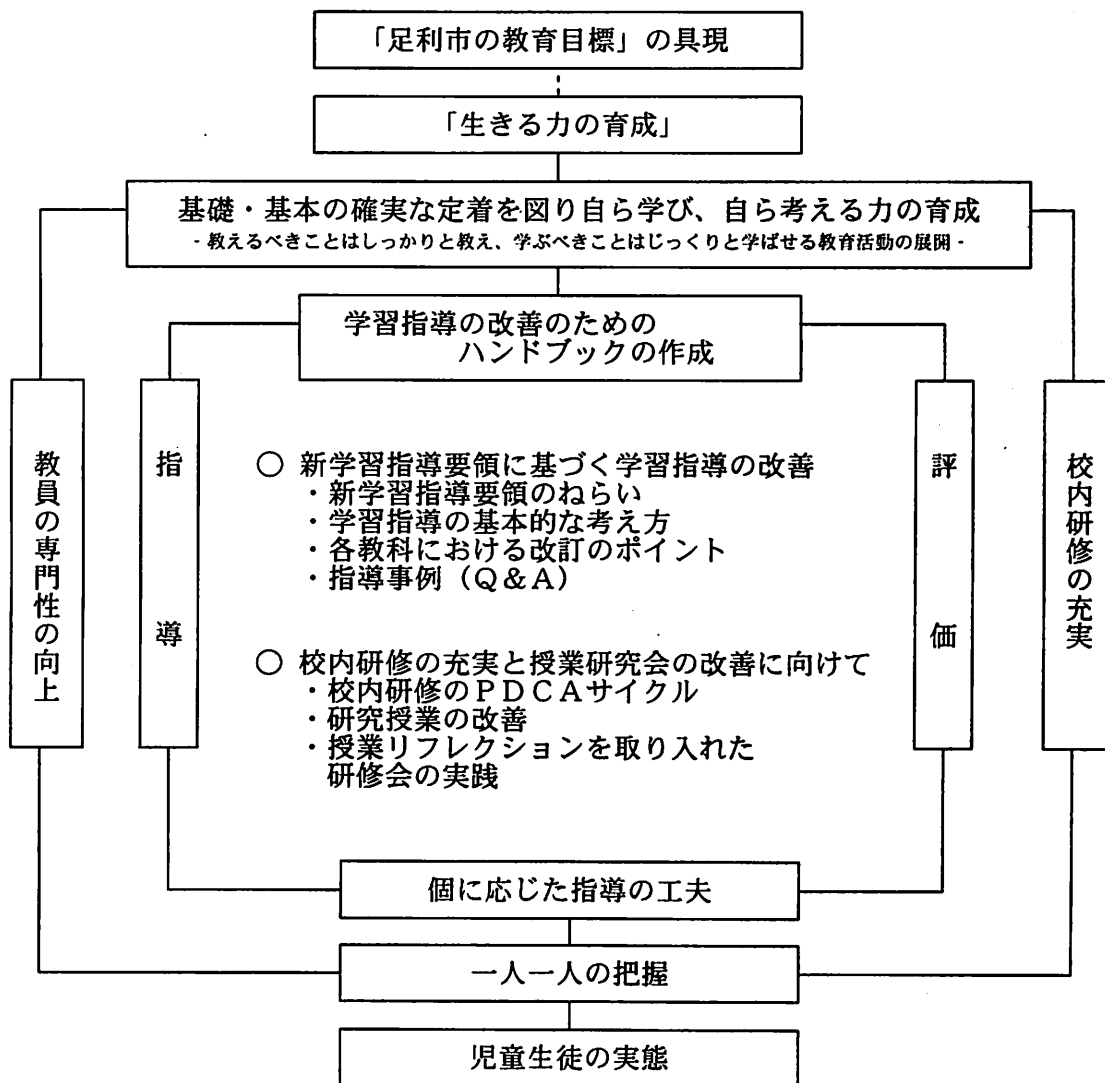 「足利市の教育目標」の具現
「生きる力の育成」
基礎・基本の確実な定着を図り自ら学び、自ら考える力の育成
- 教えるべきことはしっかりと教え、学ぶべきことはじっくりと学ばせる教育活動の展開 -
学習指導の改善のための
ハンドブックの作成
教員の専門性の向上
指導
○ 新学習指導要領に基づく学習指導の改善
・新学習指導要領のねらい
・学習指導の基本的な考え方
・各教科における改訂のポイント
・指導事例（Q＆A）
○ 校内研修の充実と授業研究会の改善に向けて
・校内研修のＰＤＣＡサイクル
・研究授業の改善
・授業リフレクションを取り入れた
研修会の実践
評価
校内研修の充実
個に応じた指導の工夫
一人一人の把握
児童生徒の実態